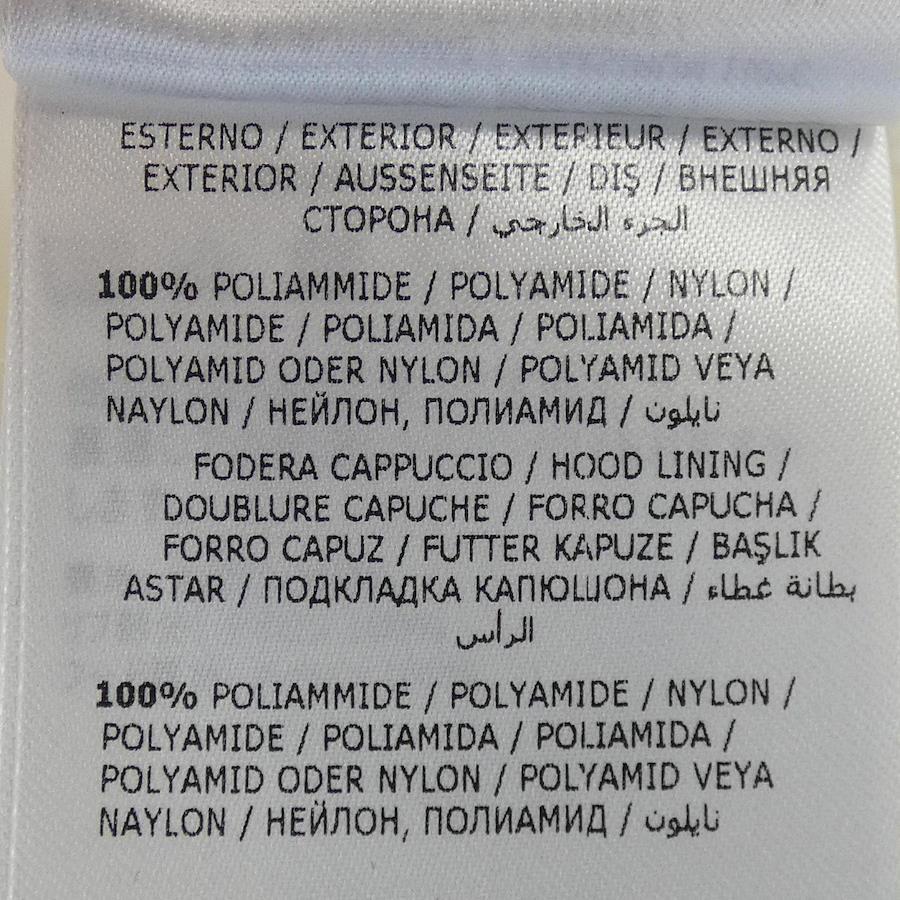 ESTERNO / EXTERIOR / EXTERIEUR / EXTERNO /
EXTERIOR / AUSSENSEITE / DIŞ / ВНЕШНЯЯ
СТОРОНА / الجزء الخارجي
100% POLIAMMIDE / POLYAMIDE / NYLON /
POLYAMIDE / POLIAMIDA / POLIAMIDA /
POLYAMID ODER NYLON / POLYAMID VEYA
NAYLON / НЕЙЛОН, ПОЛИАМИД / نايلون
FODERA CAPPUCCIO / HOOD LINING /
DOUBLURE CAPUCHE / FORRO CAPUCHA /
FORRO CAPUZ / FUTTER KAPUZE / BAŞLIK
ASTAR / ПОДКЛАДКА КАПЮШОНА / بطانة غطاء
الرأس
100% POLIAMMIDE / POLYAMIDE / NYLON /
POLYAMIDE / POLIAMIDA / POLIAMIDA /
POLYAMID ODER NYLON / POLYAMID VEYA
NAYLON / НЕЙЛОН, ПОЛИАМИД / نايلون